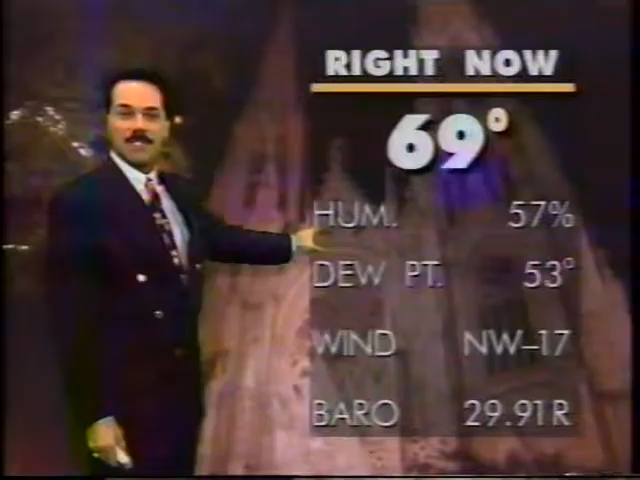 RIGHT NOW
69°
HUM. 57%
DEW PT. 53°
WIND NW–17
BARO 29.91R